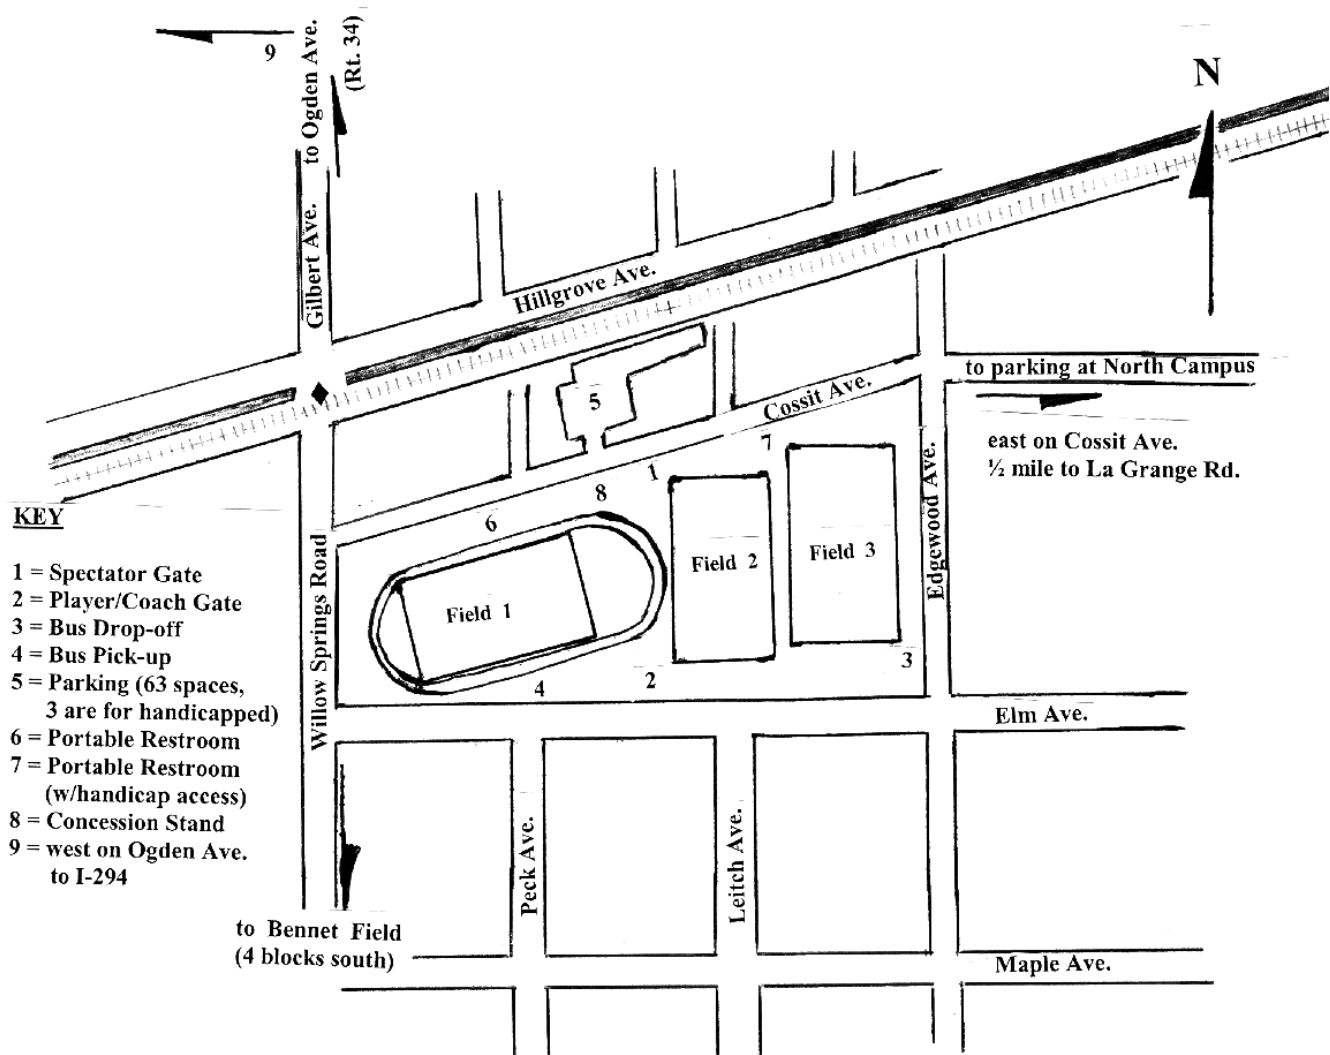 9
to Ogden Ave.
(Rt. 34)
N
Gilbert Ave.
Hillgrove Ave.
5
Cossit Ave.
to parking at North Campus
east on Cossit Ave.
½ mile to La Grange Rd.
7
1
8
6
Field 1
Field 2
Field 3
Edgewood Ave.
Willow Springs Road
3
2
4
Elm Ave.
KEY
1 = Spectator Gate
2 = Player/Coach Gate
3 = Bus Drop-off
4 = Bus Pick-up
5 = Parking (63 spaces,
3 are for handicapped)
6 = Portable Restroom
7 = Portable Restroom
(w/handicap access)
8 = Concession Stand
9 = west on Ogden Ave.
to I-294
Peck Ave.
Leitch Ave.
to Bennet Field
(4 blocks south)
Maple Ave.